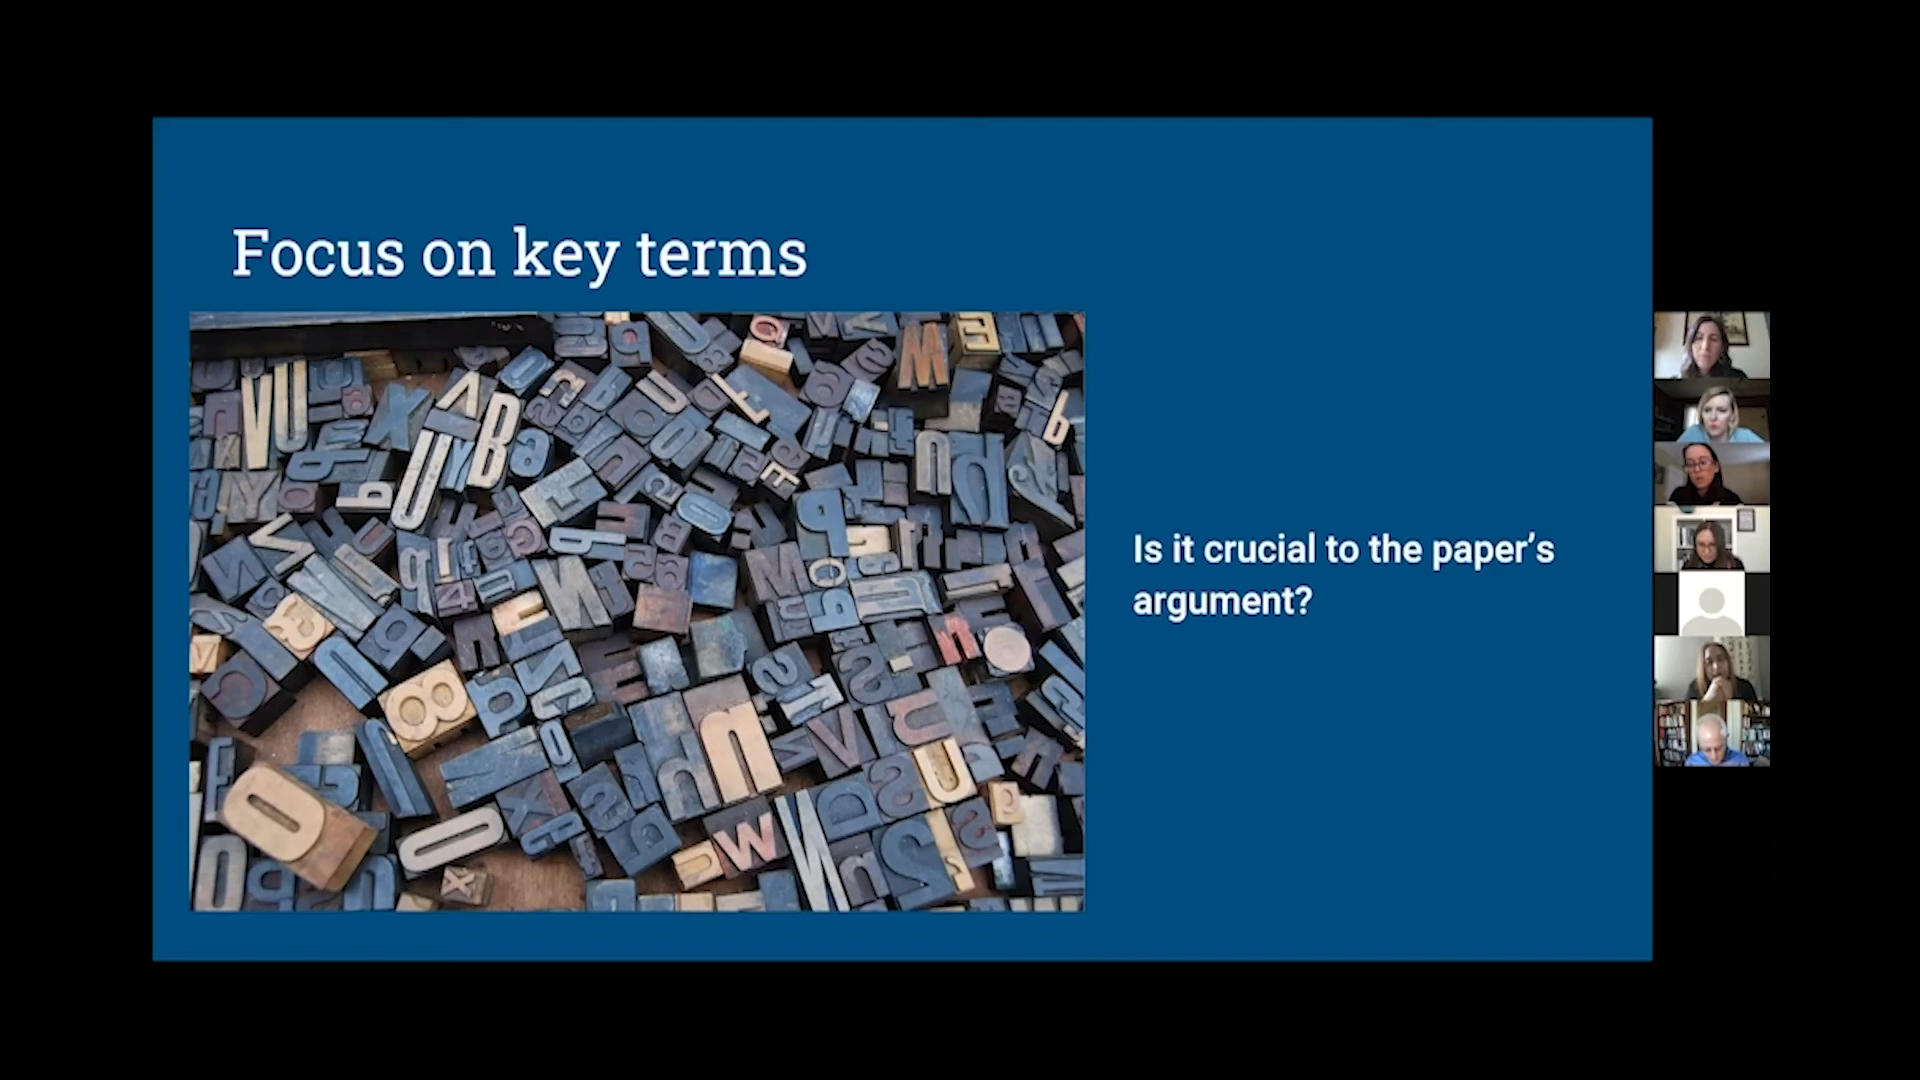 Focus on key terms
Is it crucial to the paper’s
argument?